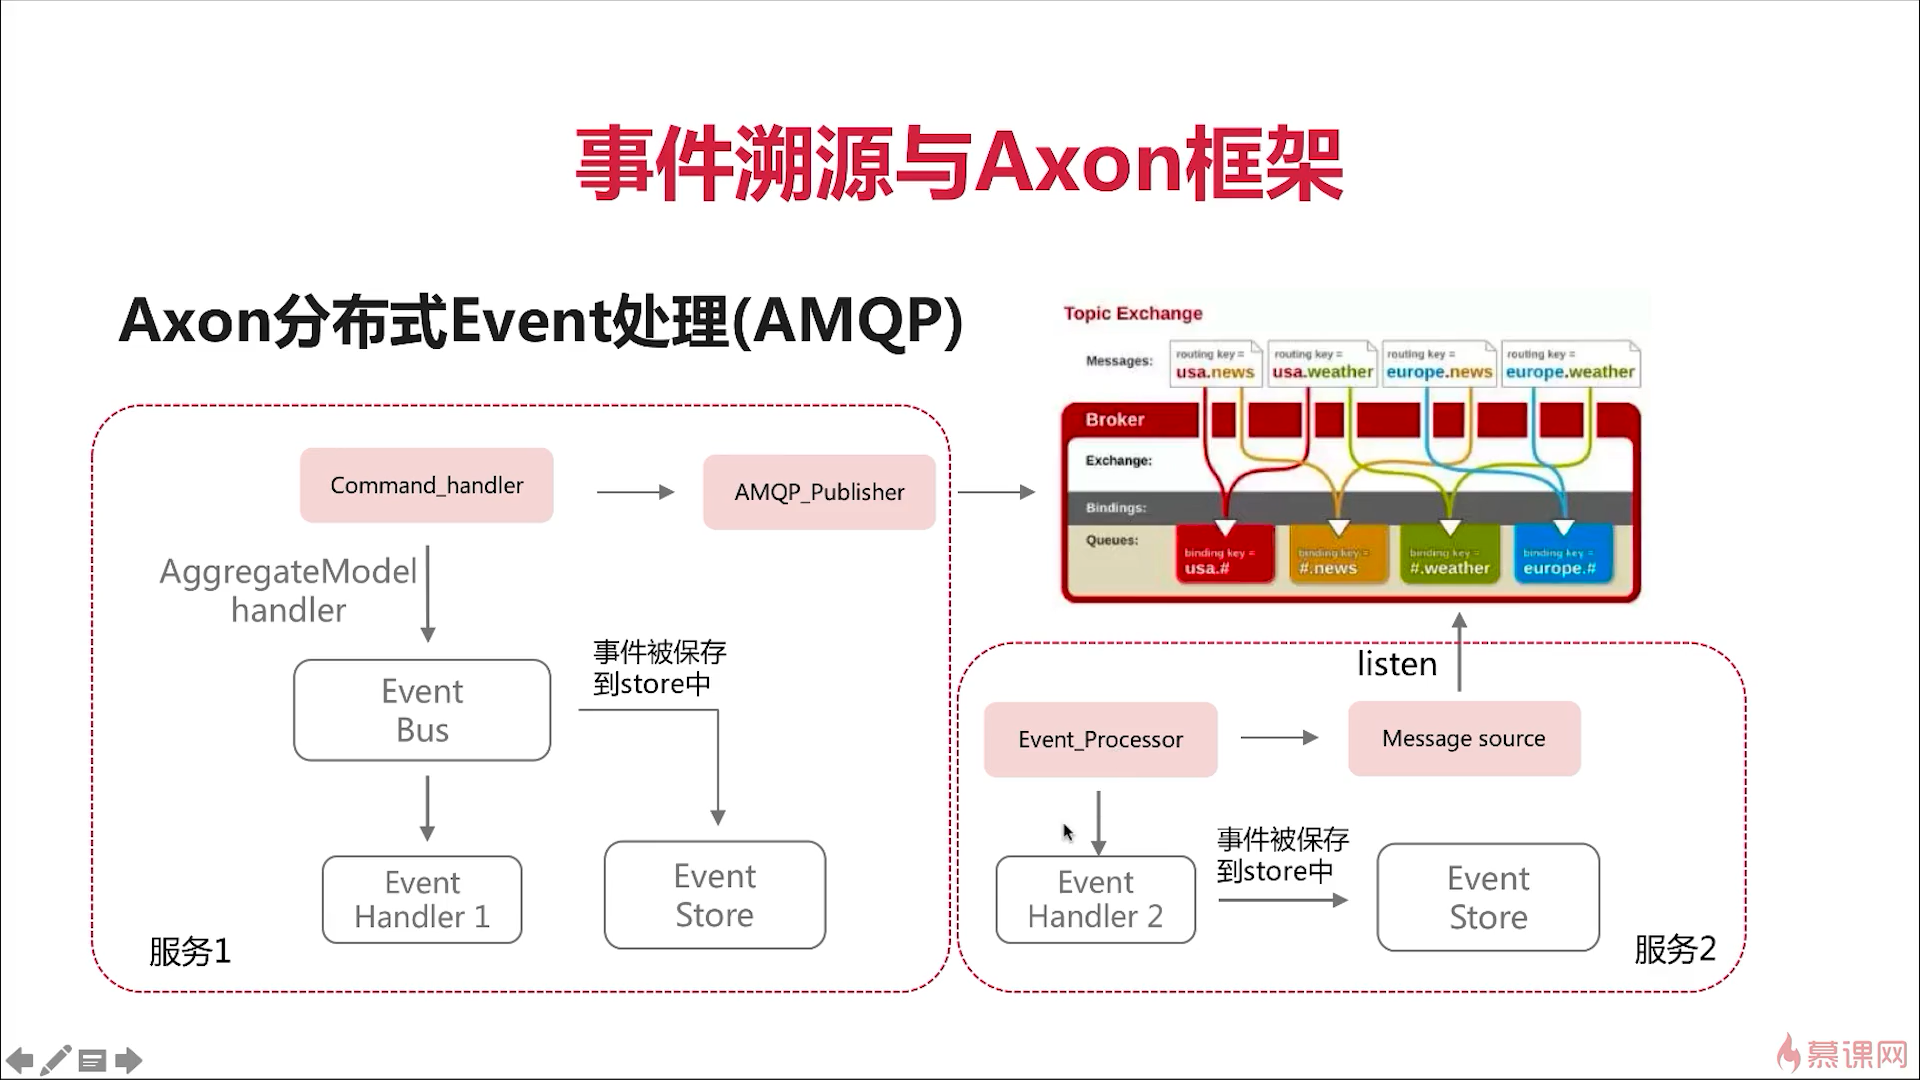 事件溯源与Axon框架
Axon分布式Event处理(AMQP)
Topic Exchange
Messages:
routing key =
usa.news
routing key =
usa.weather
routing key =
europe.news
routing key =
europe.weather
Broker
Exchange:
Bindings:
Queues:
binding key =
usa.#
binding key =
#.news
binding key =
#.weather
binding key =
europe.#
Command_handler
AMQP_Publisher
AggregateModel
handler
Event
Bus
事件被保存
到store中
Event
Handler 1
Event
Store
服务1
listen
Event_Processor
Message source
Event
Handler 2
事件被保存
到store中
Event
Store
服务2
慕课网